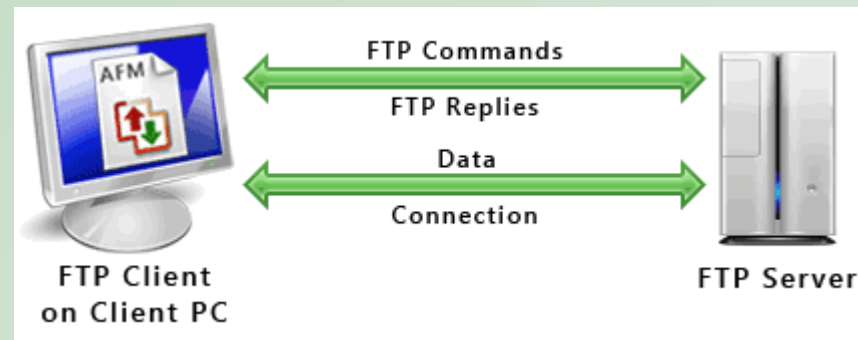 AFM
FTP Commands
FTP Replies
Data
Connection
FTP Client
on Client PC
FTP Server